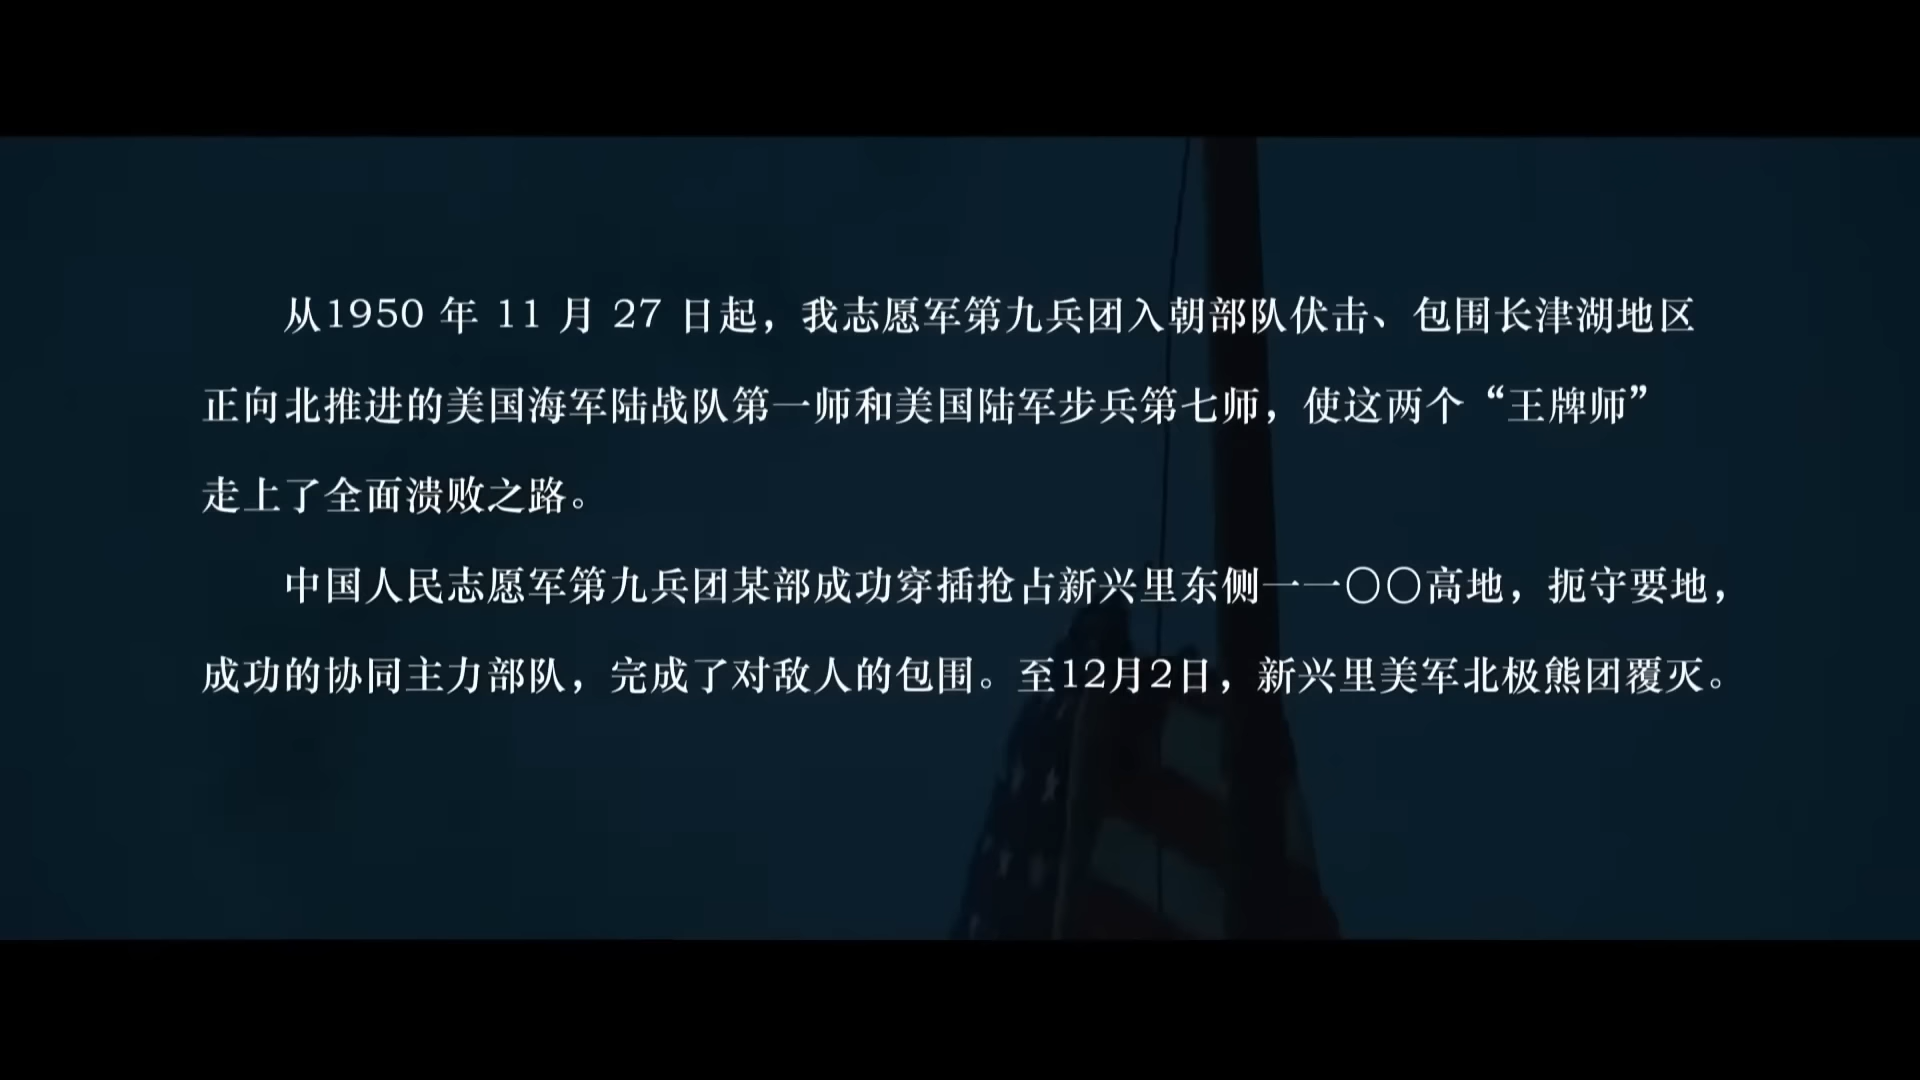 从1950 年 11 月 27 日起，我志愿军第九兵团入朝部队伏击、包围长津湖地区
正向北推进的美国海军陆战队第一师和美国陆军步兵第七师，使这两个“王牌师”
走上了全面溃败之路。
中国人民志愿军第九兵团某部成功穿插抢占新兴里东侧一一〇〇高地，扼守要地，
成功的协同主力部队，完成了对敌人的包围。至12月2日，新兴里美军北极熊团覆灭。